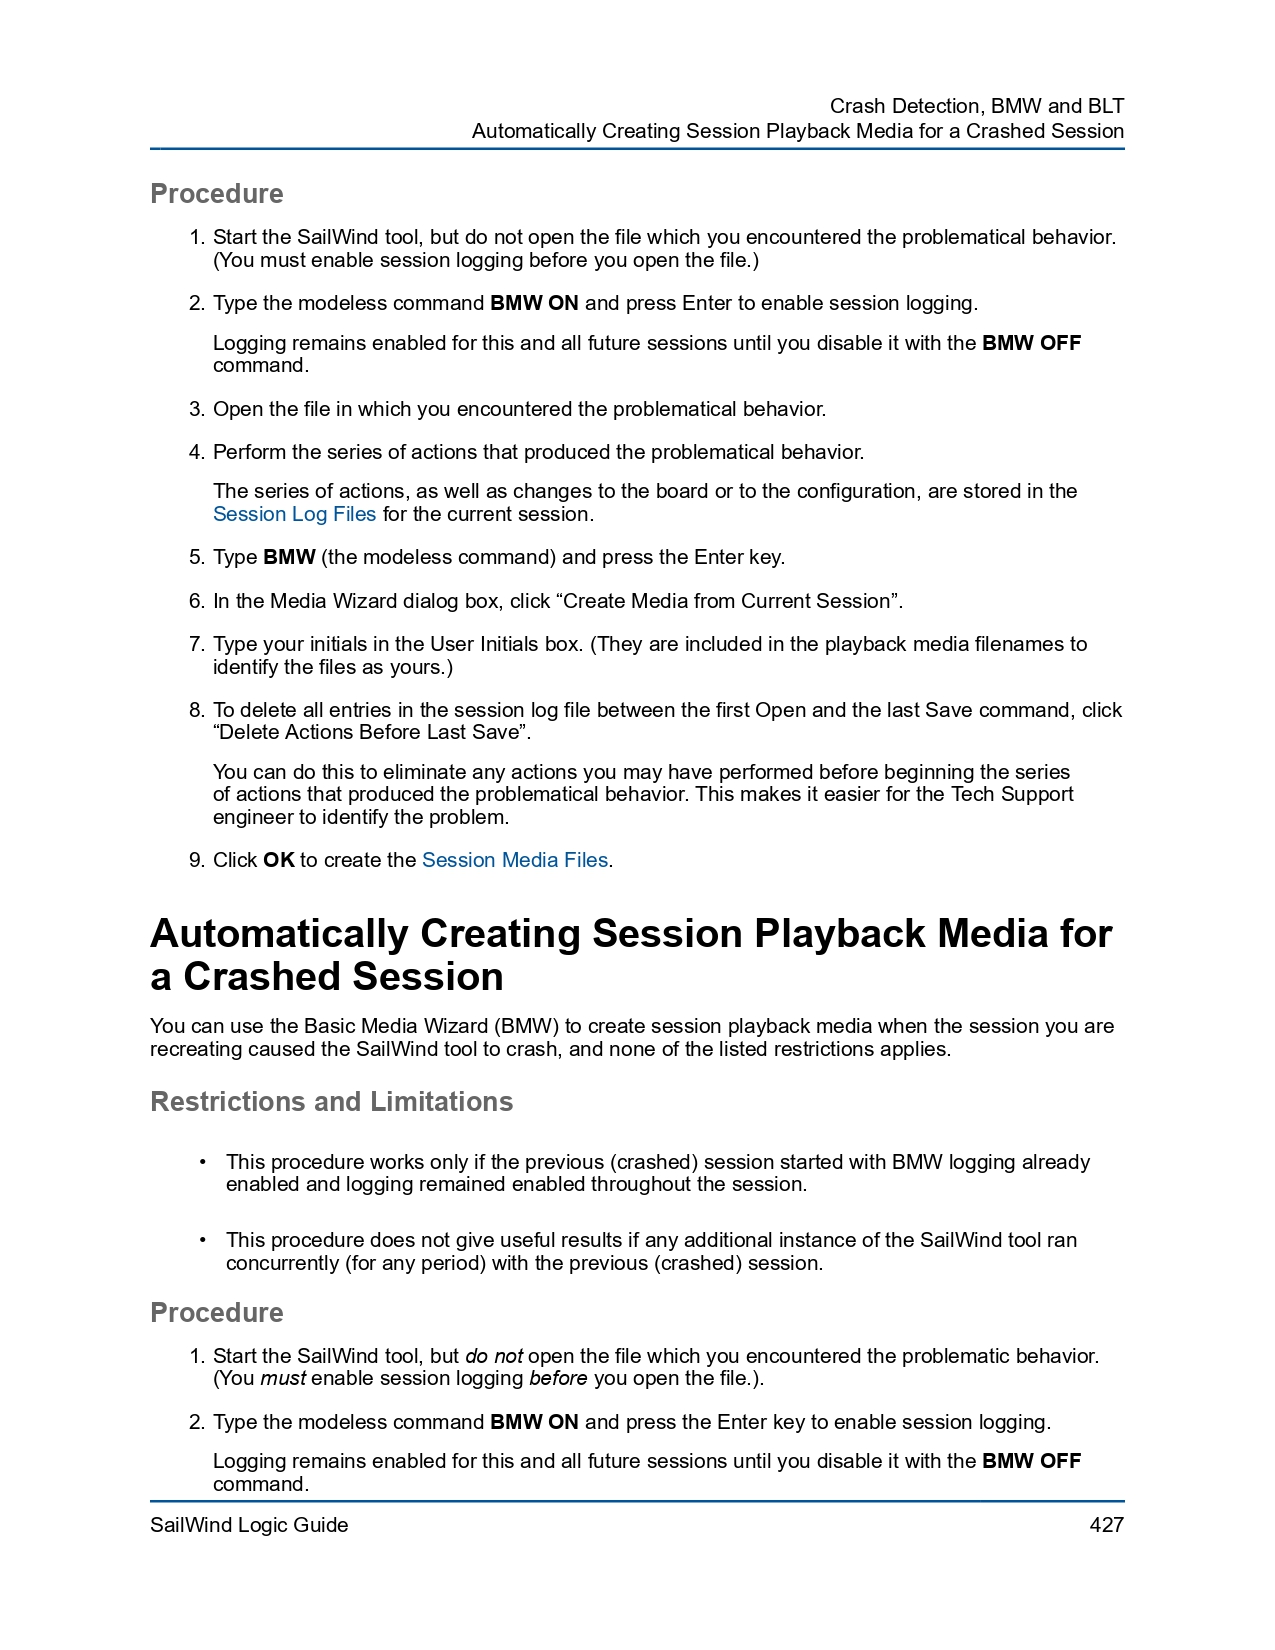 Crash Detection, BMW and BLT
Automatically Creating Session Playback Media for a Crashed Session
Procedure
1. Start the SailWind tool, but do not open the file which you encountered the problematical behavior.
(You must enable session logging before you open the file.)
2. Type the modeless command BMW ON and press Enter to enable session logging.
Logging remains enabled for this and all future sessions until you disable it with the BMW OFF
command.
3. Open the file in which you encountered the problematical behavior.
4. Perform the series of actions that produced the problematical behavior.
The series of actions, as well as changes to the board or to the configuration, are stored in the
Session Log Files for the current session.
5. Type BMW (the modeless command) and press the Enter key.
6. In the Media Wizard dialog box, click “Create Media from Current Session”.
7. Type your initials in the User Initials box. (They are included in the playback media filenames to
identify the files as yours.)
8. To delete all entries in the session log file between the first Open and the last Save command, click
“Delete Actions Before Last Save”.
You can do this to eliminate any actions you may have performed before beginning the series
of actions that produced the problematical behavior. This makes it easier for the Tech Support
engineer to identify the problem.
9. Click OK to create the Session Media Files.
Automatically Creating Session Playback Media for
a Crashed Session
You can use the Basic Media Wizard (BMW) to create session playback media when the session you are
recreating caused the SailWind tool to crash, and none of the listed restrictions applies.
Restrictions and Limitations
• This procedure works only if the previous (crashed) session started with BMW logging already
enabled and logging remained enabled throughout the session.
• This procedure does not give useful results if any additional instance of the SailWind tool ran
concurrently (for any period) with the previous (crashed) session.
Procedure
1. Start the SailWind tool, but do not open the file which you encountered the problematic behavior.
(You must enable session logging before you open the file.).
2. Type the modeless command BMW ON and press the Enter key to enable session logging.
Logging remains enabled for this and all future sessions until you disable it with the BMW OFF
command.
SailWind Logic Guide
427